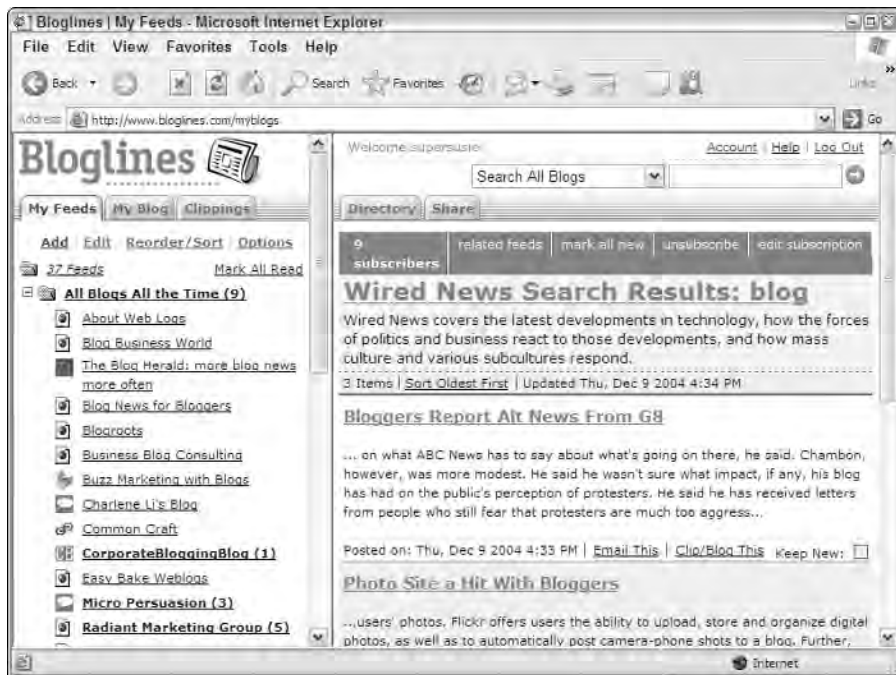 Bloglines | My Feeds - Microsoft Internet Explorer
File Edit View Favorites Tools Help
Back Search Favorites Links
Address http://www.bloglines.com/myblogs Go
Bloglines
My Feeds My Blog Clippings
Add | Edit | Reorder/Sort | Options
37 Feeds Mark All Read
All Blogs All the Time (9)
About Web Logs
Blog Business World
The Blog Herald: more blog news
more often
Blog News for Bloggers
Blogroots
Business Blog Consulting
Buzz Marketing with Blogs
Charlene Li's Blog
Common Craft
CorporateBloggingBlog (1)
Easy Bake Weblogs
Micro Persuasion (3)
Radiant Marketing Group (5)
Welcome supersusie Account | Help | Log Out
Search All Blogs
Directory Share
9
subscribers
related feeds | mark all new | unsubscribe | edit subscription
Wired News Search Results: blog
Wired News covers the latest developments in technology, how the forces
of politics and business react to those developments, and how mass
culture and various subcultures respond.
3 Items | Sort Oldest First | Updated Thu, Dec 9 2004 4:34 PM
Bloggers Report Alt News From G8
... on what ABC News has to say about what's going on there, he said. Chambon,
however, was more modest. He said he wasn't sure what impact, if any, his blog
has had on the public's perception of protesters. He said he has received letters
from people who still fear that protesters are much too aggress...
Posted on: Thu, Dec 9 2004 4:33 PM | Email This | Clip/Blog This Keep New:
Photo Site a Hit With Bloggers
...users' photos. Flickr offers users the ability to upload, store and organize digital
photos, as well as to automatically post camera-phone shots to a blog. Further,
Internet